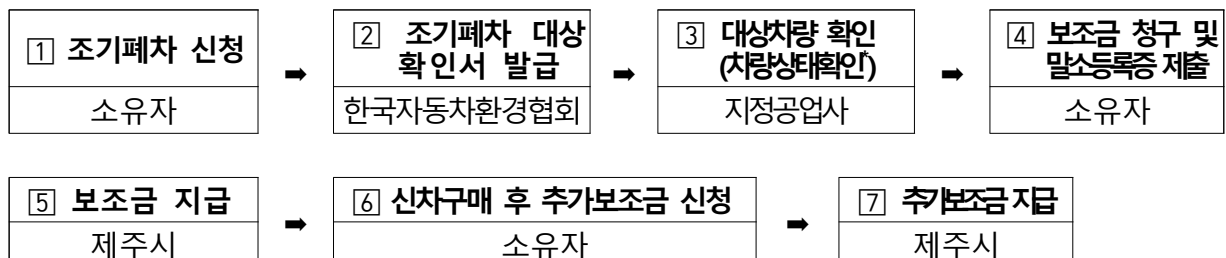 1 조기폐차 신청
소유자
➡
2 조기폐차 대상
확인서 발급
한국자동차환경협회
➡
3 대상차량 확인
(차량상태확인*)
지정공업사
➡
4 보조금 청구 및
말소등록증 제출
소유자
5 보조금 지급
제주시
➡
6 신차구매 후 추가보조금 신청
소유자
➡
7 추가보조금 지급
제주시